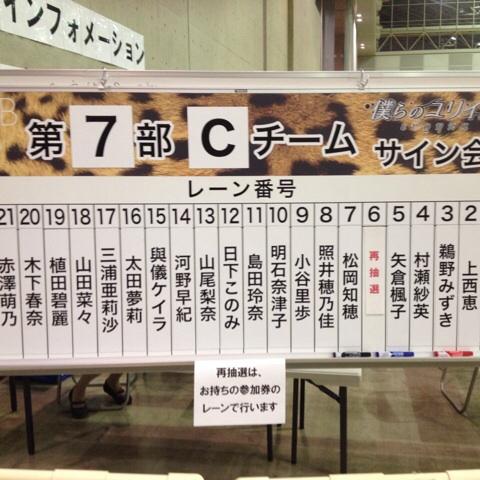 インフォメーション
B
第7部 Cチーム
僕らのユリイ
サイン会
レーン番号
21 20 19 18 17 16 15 14 13 12 11 10 9 8 7 6 5 4 3 2
赤澤萌乃
木下春奈
植田碧麗
山田菜々
三浦亜莉沙
太田夢莉
與儀ケイラ
河野早紀
山尾梨奈
日下このみ
島田玲奈
明石奈津子
小谷里歩
照井穂乃佳
松岡知穂
再抽選
矢倉楓子
村瀬紗英
鵜野みずき
上西恵
再抽選は、
お持ちの参加券の
レーンで行います